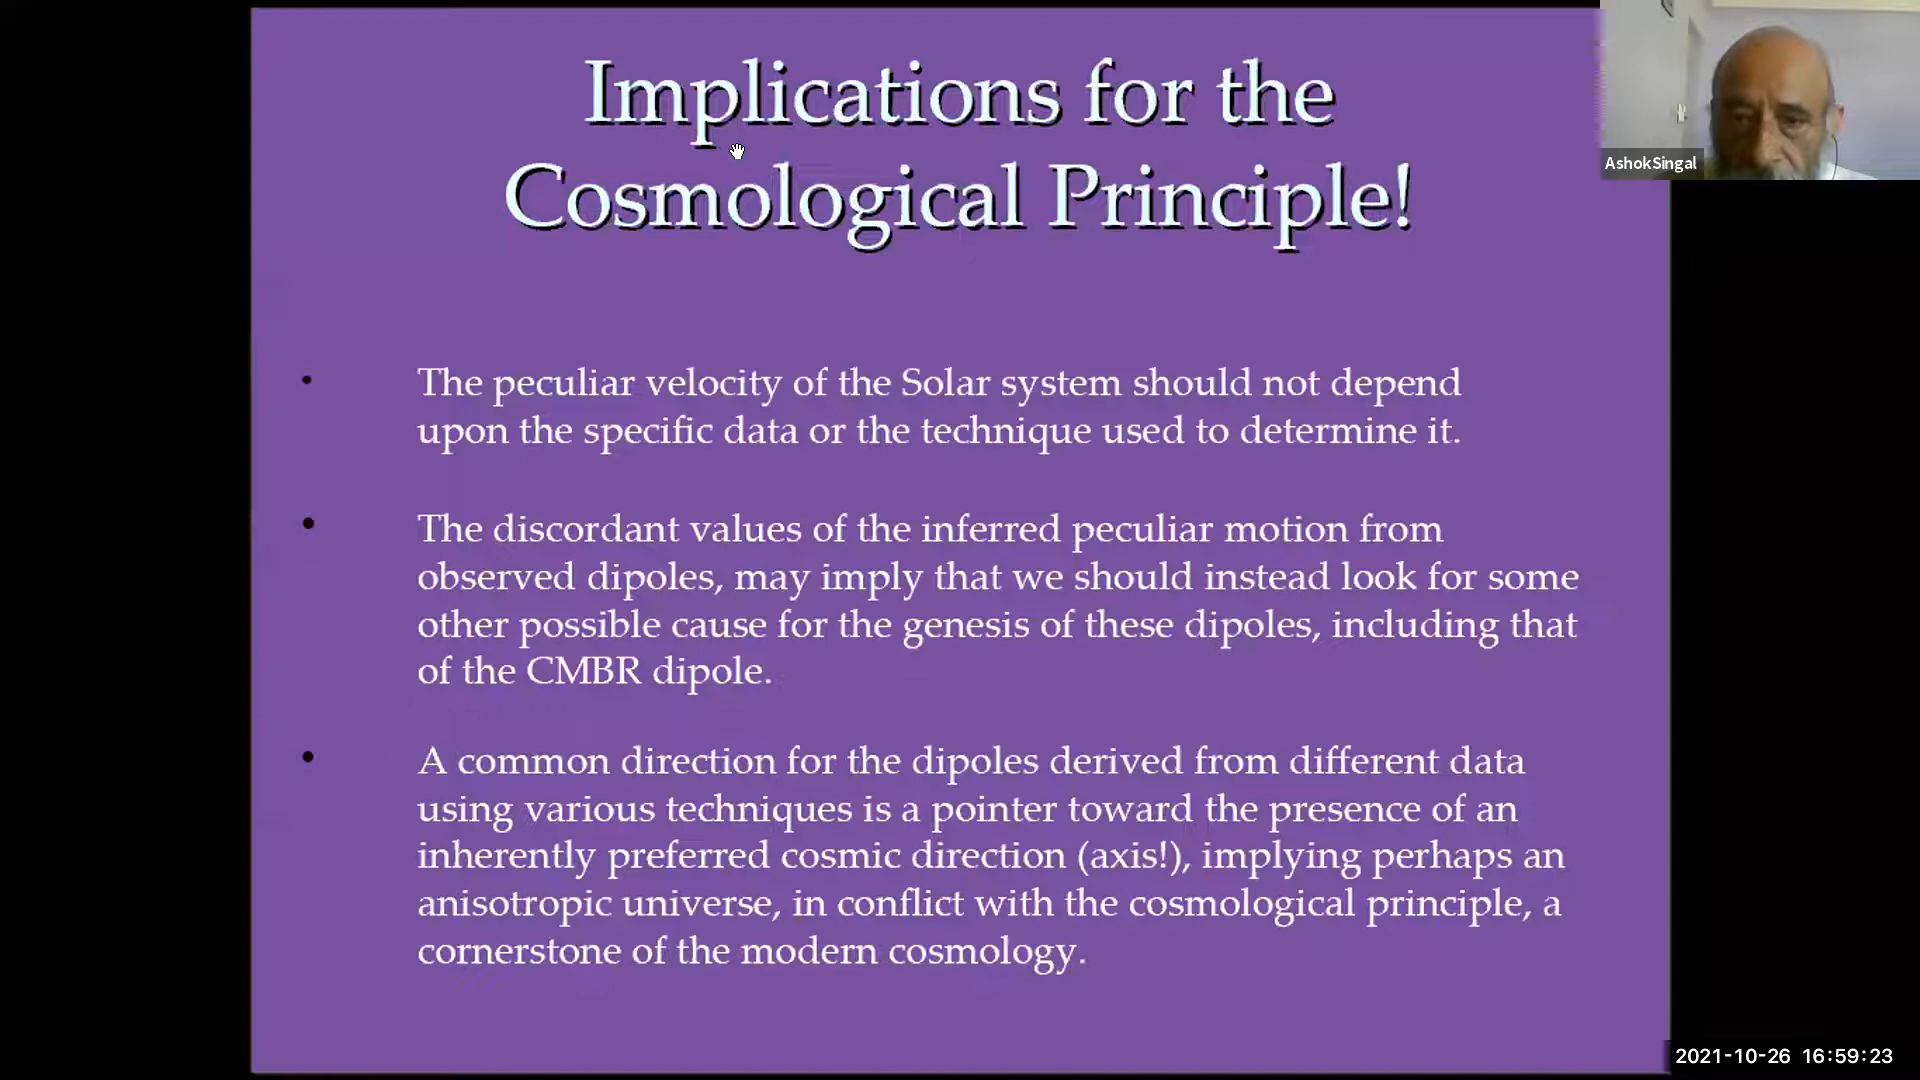 Implications for the
Cosmological Principle!
AshokSingal
• The peculiar velocity of the Solar system should not depend
upon the specific data or the technique used to determine it.
• The discordant values of the inferred peculiar motion from
observed dipoles, may imply that we should instead look for some
other possible cause for the genesis of these dipoles, including that
of the CMBR dipole.
• A common direction for the dipoles derived from different data
using various techniques is a pointer toward the presence of an
inherently preferred cosmic direction (axis!), implying perhaps an
anisotropic universe, in conflict with the cosmological principle, a
cornerstone of the modern cosmology.
2021-10-26 16:59:23